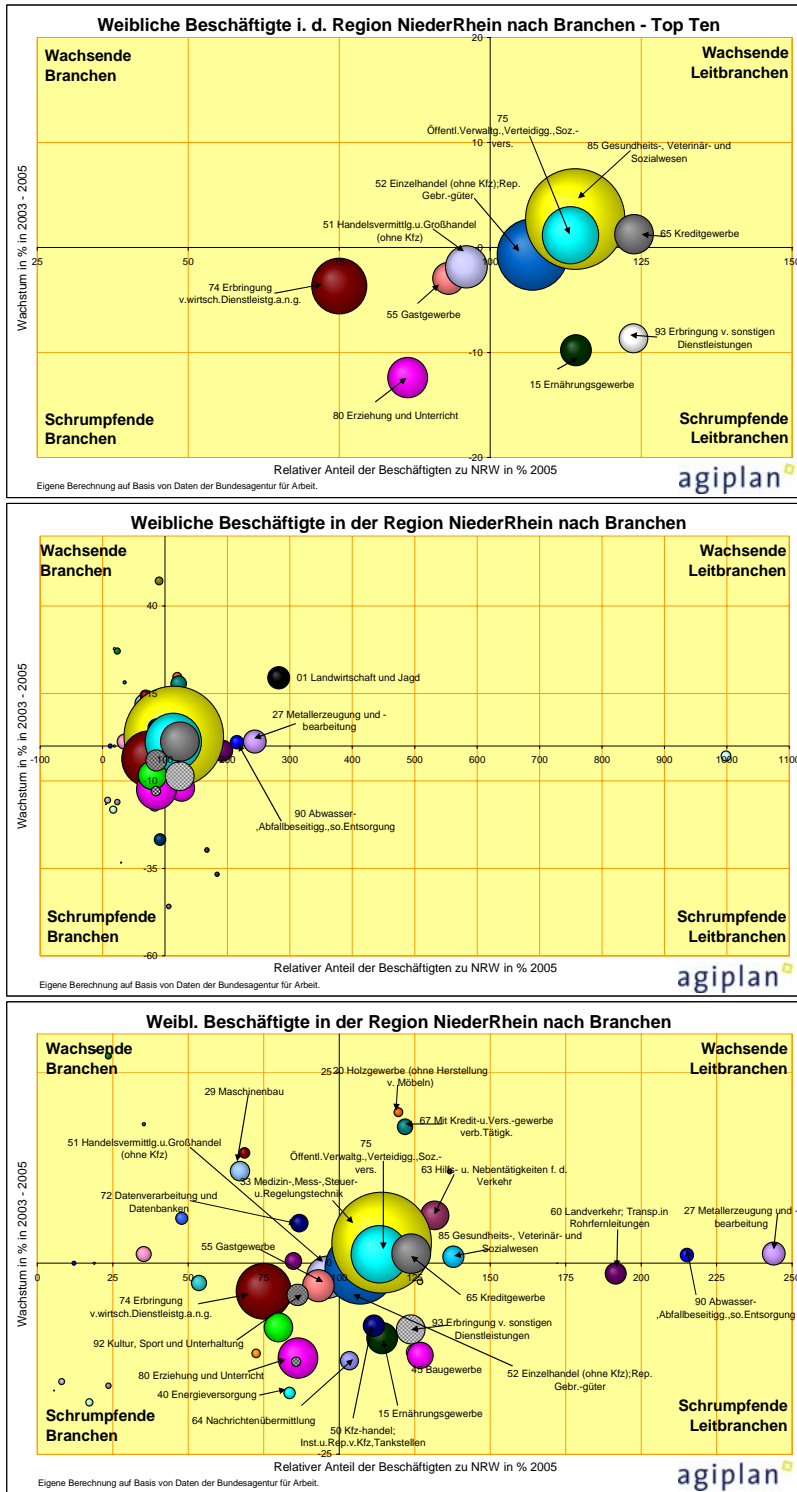 Weibliche Beschäftigte i. d. Region NiederRhein nach Branchen - Top Ten
Wachsende
Branchen
Wachsende
Leitbranchen
20
75
Öffentl.Verwaltg.,Verteidigg.,Soz.-
vers.
10
85 Gesundheits-, Veterinär- und
Sozialwesen
52 Einzelhandel (ohne Kfz);Rep.
Gebr.-güter
51 Handelsvermittlg.u.Großhandel
(ohne Kfz)
65 Kreditgewerbe
0
25
50
75
125
150
74 Erbringung
v.wirtsch.Dienstleistg.a.n.g.
55 Gastgewerbe
93 Erbringung v. sonstigen
Dienstleistungen
-10
15 Ernährungsgewerbe
80 Erziehung und Unterricht
Schrumpfende
Branchen
Schrumpfende
Leitbranchen
-20
Wachstum in % in 2003 - 2005
Relativer Anteil der Beschäftigten zu NRW in % 2005
Eigene Berechnung auf Basis von Daten der Bundesagentur für Arbeit.
agiplan
Weibliche Beschäftigte in der Region NiederRhein nach Branchen
Wachsende
Branchen
Wachsende
Leitbranchen
40
01 Landwirtschaft und Jagd
15
27 Metallerzeugung und -
bearbeitung
-100
0
100
200
300
400
500
600
700
800
900
1000
1100
-10
90 Abwasser-
,Abfallbeseitigg.,so.Entsorgung
-35
Schrumpfende
Branchen
Schrumpfende
Leitbranchen
-60
Wachstum in % in 2003 - 2005
Relativer Anteil der Beschäftigten zu NRW in % 2005
Eigene Berechnung auf Basis von Daten der Bundesagentur für Arbeit.
agiplan
Weibl. Beschäftigte in der Region NiederRhein nach Branchen
Wachsende
Branchen
Wachsende
Leitbranchen
25
20 Holzgewerbe (ohne Herstellung
v. Möbeln)
29 Maschinenbau
67 Mit Kredit-u.Vers.-gewerbe
verb.Tätigk.
51 Handelsvermittlg.u.Großhandel
(ohne Kfz)
75
Öffentl.Verwaltg.,Verteidigg.,Soz.-
vers.
33 Medizin-,Mess-,Steuer-
u.Regelungstechnik
63 Hilfs- u. Nebentätigkeiten f. d.
Verkehr
72 Datenverarbeitung und
Datenbanken
60 Landverkehr; Transp.in
Rohrfernleitungen
27 Metallerzeugung und -
bearbeitung
55 Gastgewerbe
85 Gesundheits-, Veterinär- und
Sozialwesen
0
0
25
50
75
100
150
175
200
225
250
65 Kreditgewerbe
74 Erbringung
v.wirtsch.Dienstleistg.a.n.g.
90 Abwasser-
,Abfallbeseitigg.,so.Entsorgung
93 Erbringung v. sonstigen
Dienstleistungen
92 Kultur, Sport und Unterhaltung
80 Erziehung und Unterricht
45 Baugewerbe
52 Einzelhandel (ohne Kfz);Rep.
Gebr.-güter
40 Energieversorgung
15 Ernährungsgewerbe
64 Nachrichtenübermittlung
50 Kfz-handel;
Inst.u.Rep.v.Kfz,Tankstellen
Schrumpfende
Branchen
Schrumpfende
Leitbranchen
-25
Wachstum in % in 2003 - 2005
Relativer Anteil der Beschäftigten zu NRW in % 2005
Eigene Berechnung auf Basis von Daten der Bundesagentur für Arbeit.
agiplan